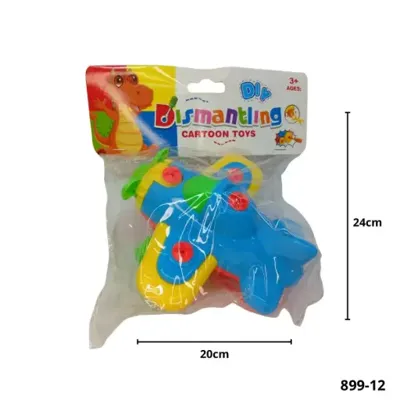 DIY
3+
AGES:
Dismantling
CARTOON TOYS
24cm
20cm
899-12